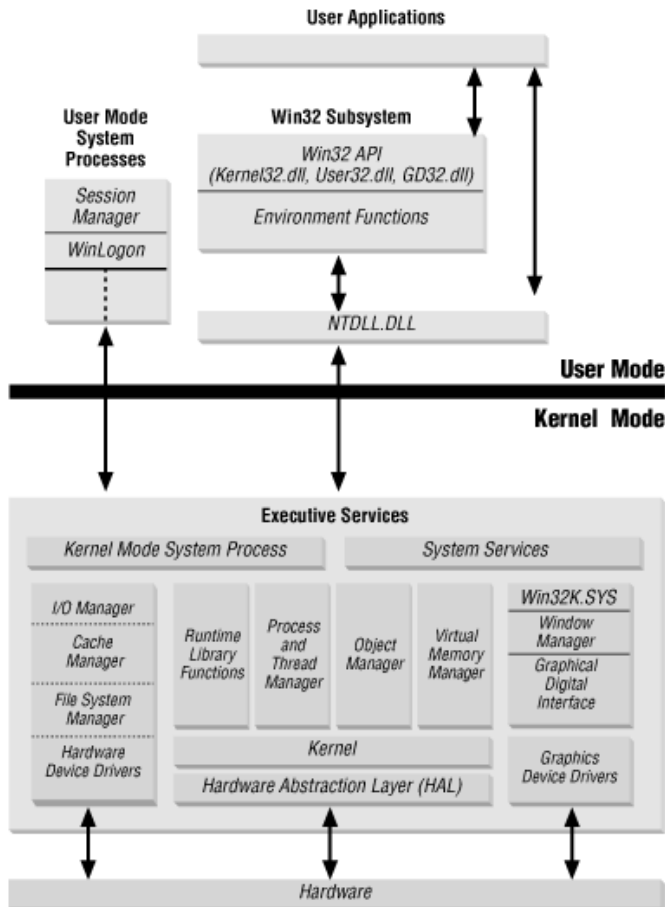 User Applications
User Mode
System
Processes
Session
Manager
WinLogon
Win32 Subsystem
Win32 API
(Kernel32.dll, User32.dll, GD32.dll)
Environment Functions
NTDLL.DLL
User Mode
Kernel Mode
Executive Services
Kernel Mode System Process
System Services
I/O Manager
Cache
Manager
File System
Manager
Hardware
Device Drivers
Runtime
Library
Functions
Process
and
Thread
Manager
Object
Manager
Virtual
Memory
Manager
Win32K.SYS
Window
Manager
Graphical
Digital
Interface
Kernel
Hardware Abstraction Layer (HAL)
Graphics
Device Drivers
Hardware